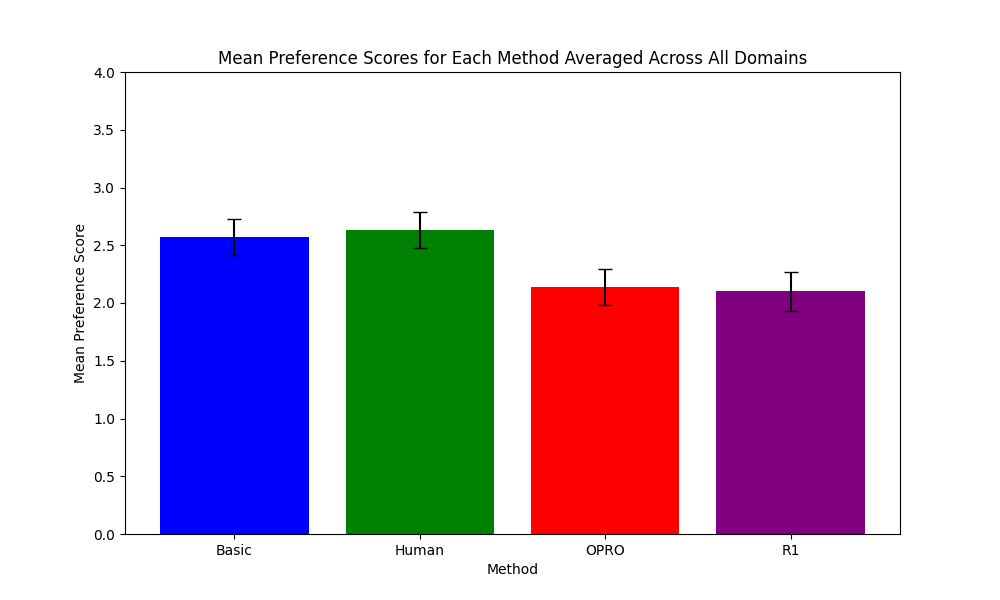 Mean Preference Scores for Each Method Averaged Across All Domains
4.0
3.5
3.0
2.5
2.0
1.5
1.0
0.5
0.0
Mean Preference Score
Basic Human OPRO R1
Method